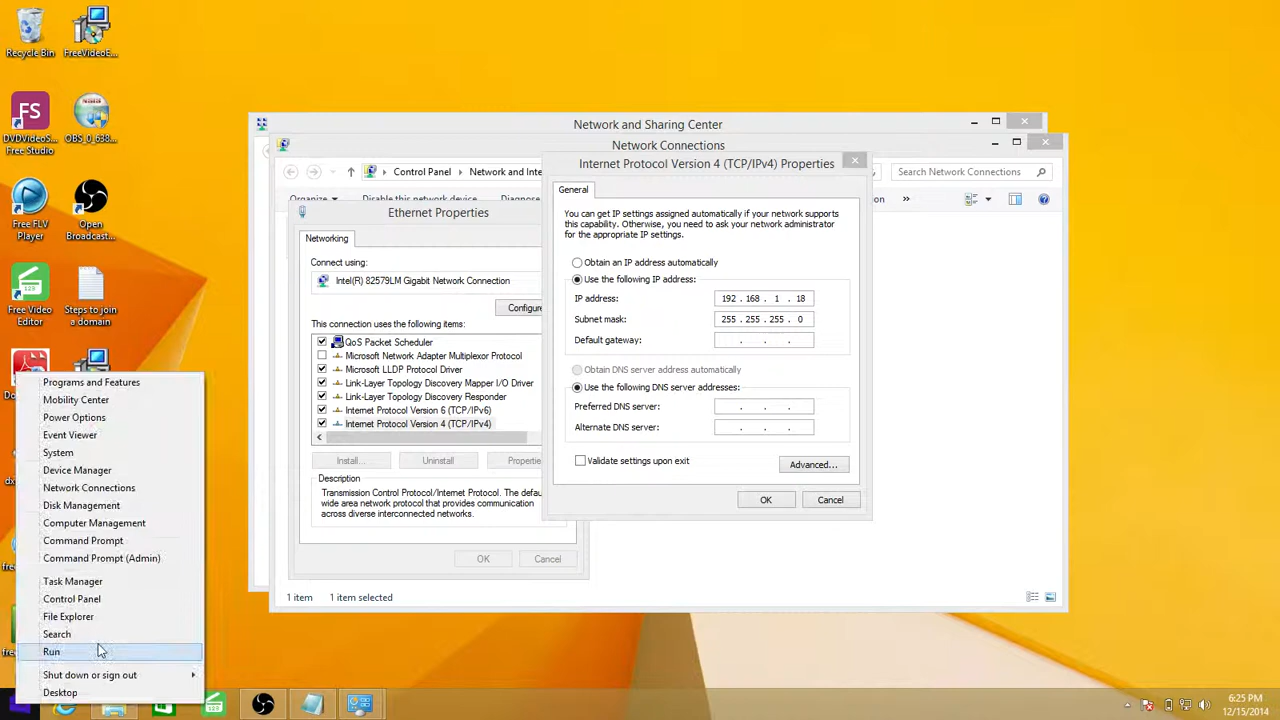 Recycle Bin
FreeVideoE...
DVDVideoS...
Free Studio
OBS_0_638...
Free FLV
Player
Open
Broadcast...
Free Video
Editor
Steps to join
a domain
Network and Sharing Center
Network Connections
Control Panel
Network and Inte
Search Network Connections
Organize
Disable this network device
Diagnose
Ethernet Properties
Networking
Connect using:
Intel(R) 82579LM Gigabit Network Connection
Configure
This connection uses the following items:
QoS Packet Scheduler
Microsoft Network Adapter Multiplexor Protocol
Microsoft LLDP Protocol Driver
Link-Layer Topology Discovery Mapper I/O Driver
Link-Layer Topology Discovery Responder
Internet Protocol Version 6 (TCP/IPv6)
Internet Protocol Version 4 (TCP/IPv4)
Install...
Uninstall
Propertie
Description
Transmission Control Protocol/Internet Protocol. The defau
wide area network protocol that provides communication
across diverse interconnected networks.
OK
Cancel
1 item
1 item selected
Internet Protocol Version 4 (TCP/IPv4) Properties
General
You can get IP settings assigned automatically if your network supports
this capability. Otherwise, you need to ask your network administrator
for the appropriate IP settings.
Obtain an IP address automatically
Use the following IP address:
IP address:
192 . 168 . 1 . 18
Subnet mask:
255 . 255 . 255 . 0
Default gateway:
Obtain DNS server address automatically
Use the following DNS server addresses:
Preferred DNS server:
Alternate DNS server:
Validate settings upon exit
Advanced...
OK
Cancel
Programs and Features
Mobility Center
Power Options
Event Viewer
System
Device Manager
Network Connections
Disk Management
Computer Management
Command Prompt
Command Prompt (Admin)
Task Manager
Control Panel
File Explorer
Search
Run
Shut down or sign out
Desktop
6:25 PM
12/15/2014